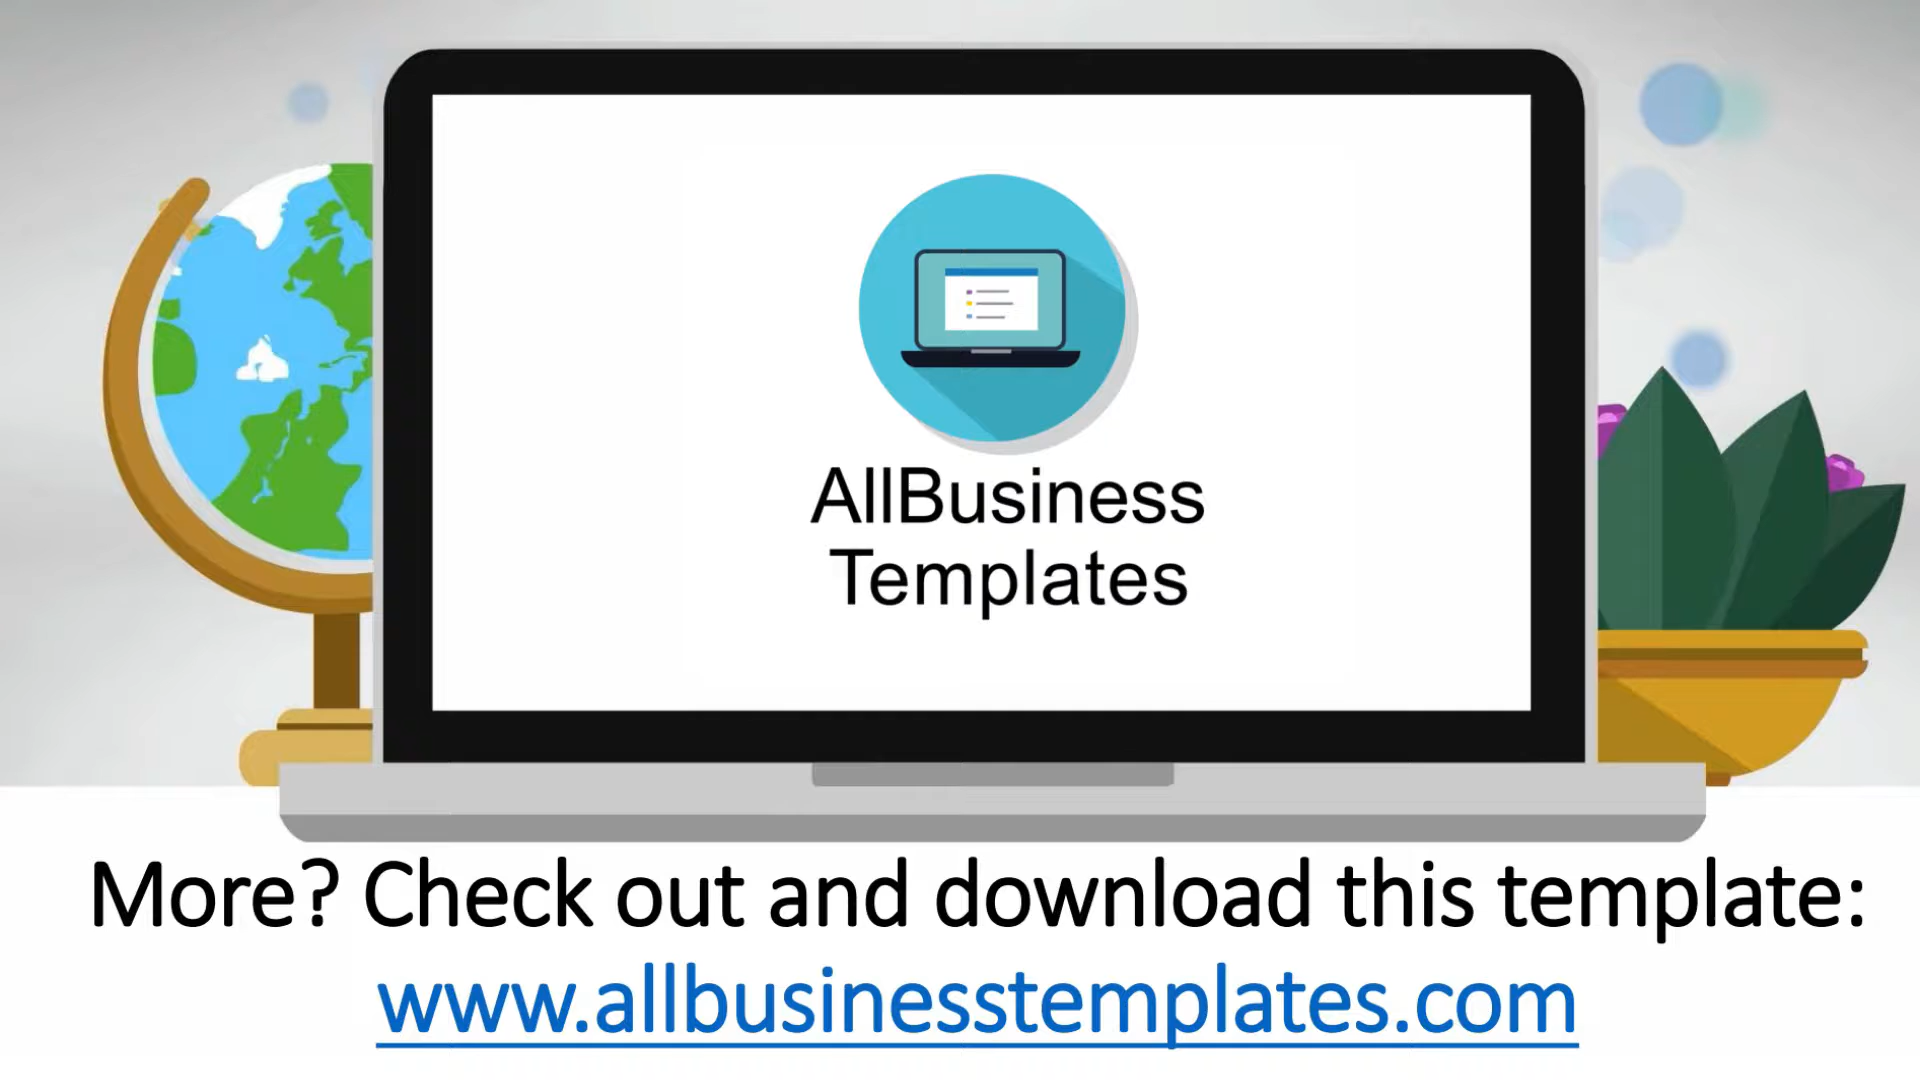 AllBusiness
Templates
More? Check out and download this template:
www.allbusinesstemplates.com